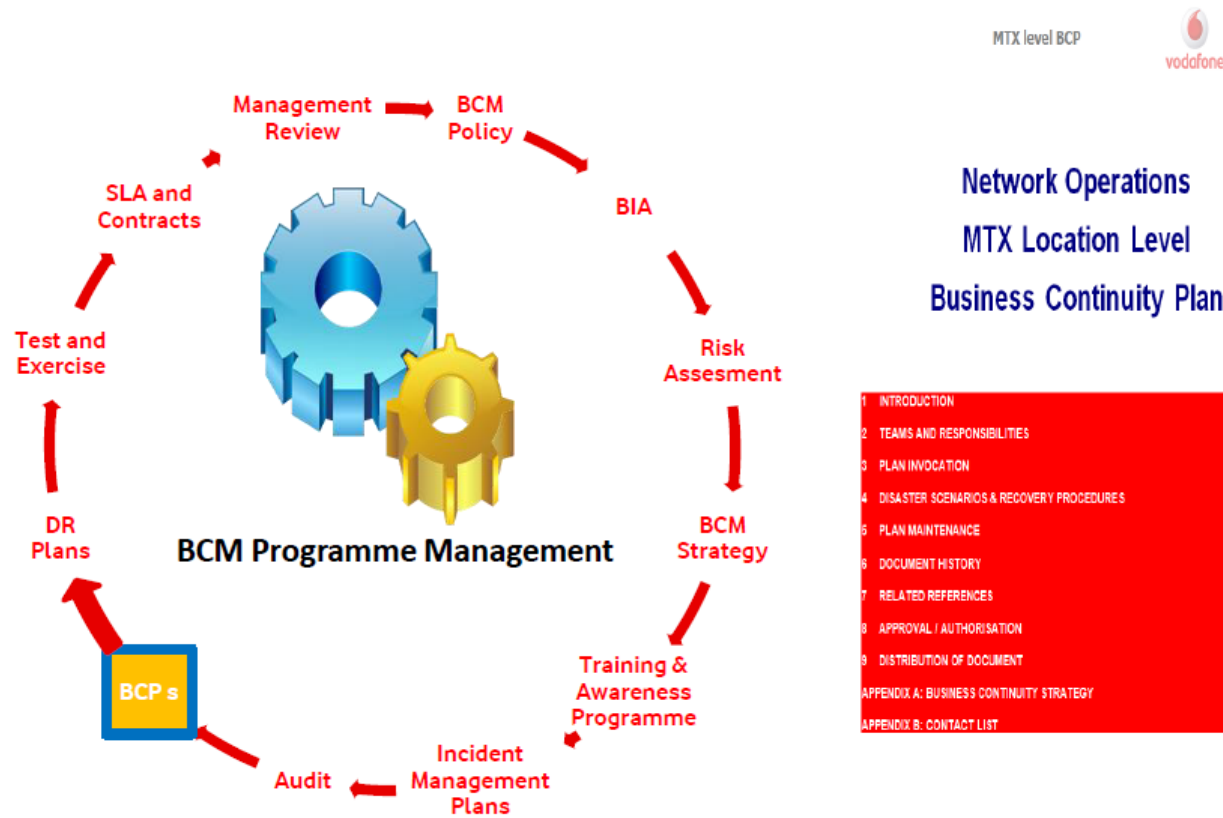 MTX level BCP
vodafone
Management
Review
BCM
Policy
BIA
Risk
Assesment
BCM
Strategy
Training &
Awareness
Programme
Incident
Management
Plans
Audit
BCP s
DR
Plans
Test and
Exercise
SLA and
Contracts
BCM Programme Management
Network Operations
MTX Location Level
Business Continuity Plan
1 INTRODUCTION
2 TEAMS AND RESPONSIBILITIES
3 PLAN INVOCATION
4 DISASTER SCENARIOS & RECOVERY PROCEDURES
5 PLAN MAINTENANCE
6 DOCUMENT HISTORY
7 RELATED REFERENCES
8 APPROVAL / AUTHORISATION
9 DISTRIBUTION OF DOCUMENT
APPENDIX A: BUSINESS CONTINUITY STRATEGY
APPENDIX B: CONTACT LIST